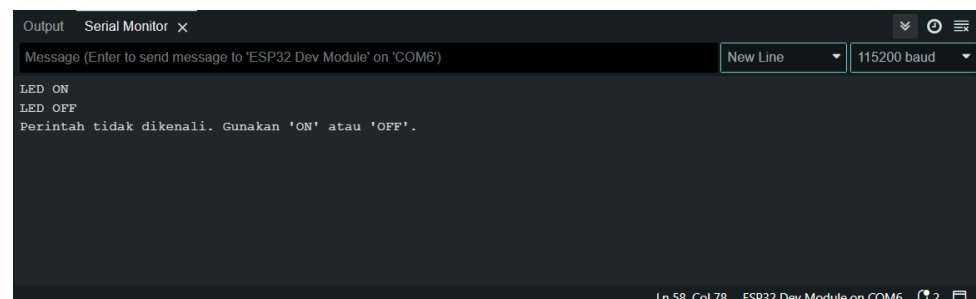 Output Serial Monitor
Message (Enter to send message to 'ESP32 Dev Module' on 'COM6')
New Line
115200 baud
LED ON
LED OFF
Perintah tidak dikenali. Gunakan 'ON' atau 'OFF'.
Ln 58, Col 78 ESP32 Dev Module on COM6 2